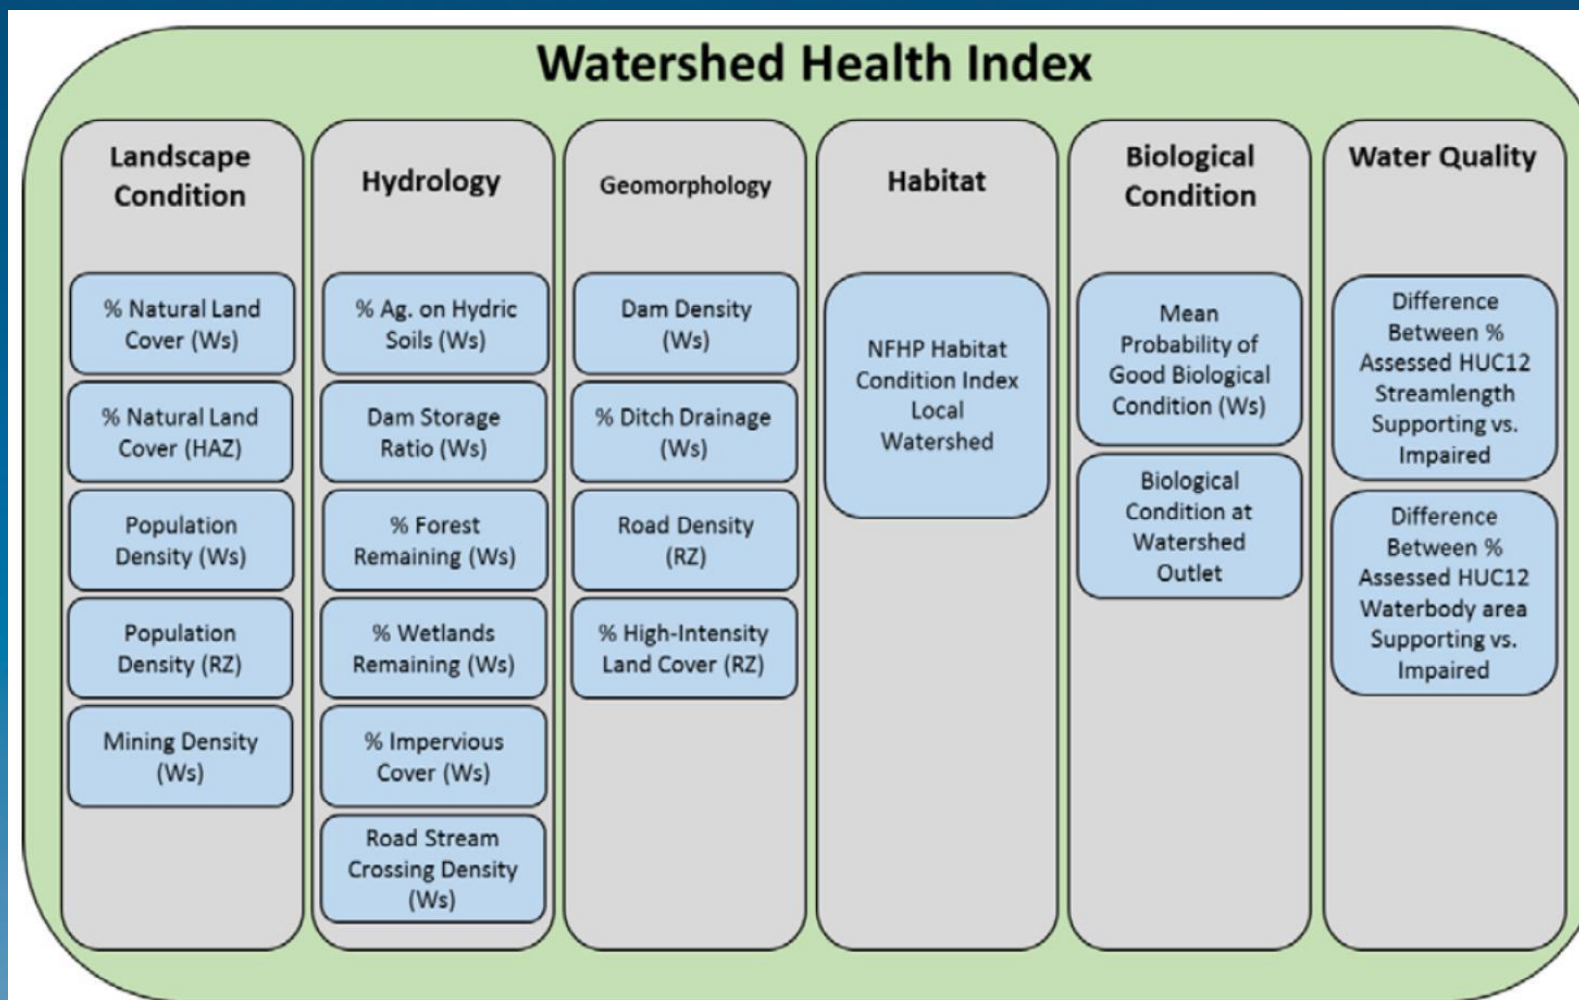 Watershed Health Index
Landscape
Condition
% Natural Land
Cover (Ws)
% Natural Land
Cover (HAZ)
Population
Density (Ws)
Population
Density (RZ)
Mining Density
(Ws)
Hydrology
% Ag. on Hydric
Soils (Ws)
Dam Storage
Ratio (Ws)
% Forest
Remaining (Ws)
% Wetlands
Remaining (Ws)
% Impervious
Cover (Ws)
Road Stream
Crossing Density
(Ws)
Geomorphology
Dam Density
(Ws)
% Ditch Drainage
(Ws)
Road Density
(RZ)
% High-Intensity
Land Cover (RZ)
Habitat
NFHP Habitat
Condition Index
Local
Watershed
Biological
Condition
Mean
Probability of
Good Biological
Condition (Ws)
Biological
Condition at
Watershed
Outlet
Water Quality
Difference
Between %
Assessed HUC12
Streamlength
Supporting vs.
Impaired
Difference
Between %
Assessed HUC12
Waterbody area
Supporting vs.
Impaired